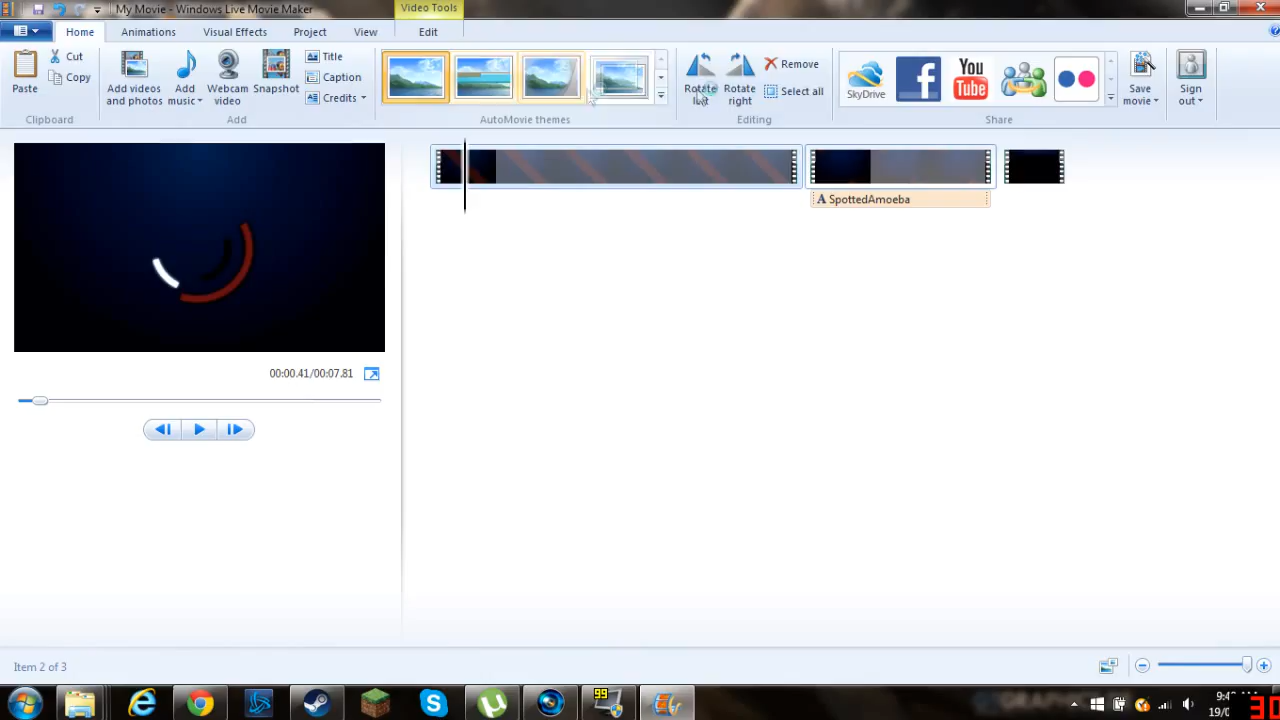 My Movie - Windows Live Movie Maker
Video Tools
Home Animations Visual Effects Project View Edit
Paste
Cut
Copy
Clipboard
Add videos and photos
Add music
Webcam video
Snapshot
Title
Caption
Credits
Add
AutoMovie themes
Rotate left
Rotate right
Remove
Select all
Editing
SkyDrive
You Tube
Share
Save movie
Sign out
A SpottedAmoeba
00:00.41/00:07.81
Item 2 of 3
99
30